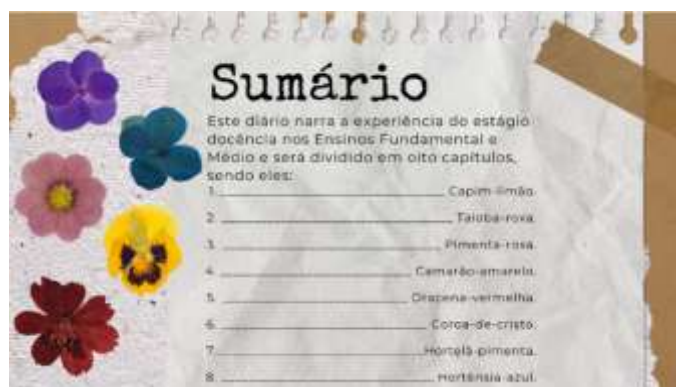 Sumário
Este diário narra a experiência do estágio
docência nos Ensinos Fundamental e
Médio e será dividido em oito capítulos,
sendo eles:
1. Capim-limão.
2. Taioba-roxa.
3. Pimenta-rosa.
4. Camarão-amarelo.
5. Dracena-vermelha.
6. Coroa-de-cristo.
7. Hortelã-pimenta.
8. Hortênsia-azul.